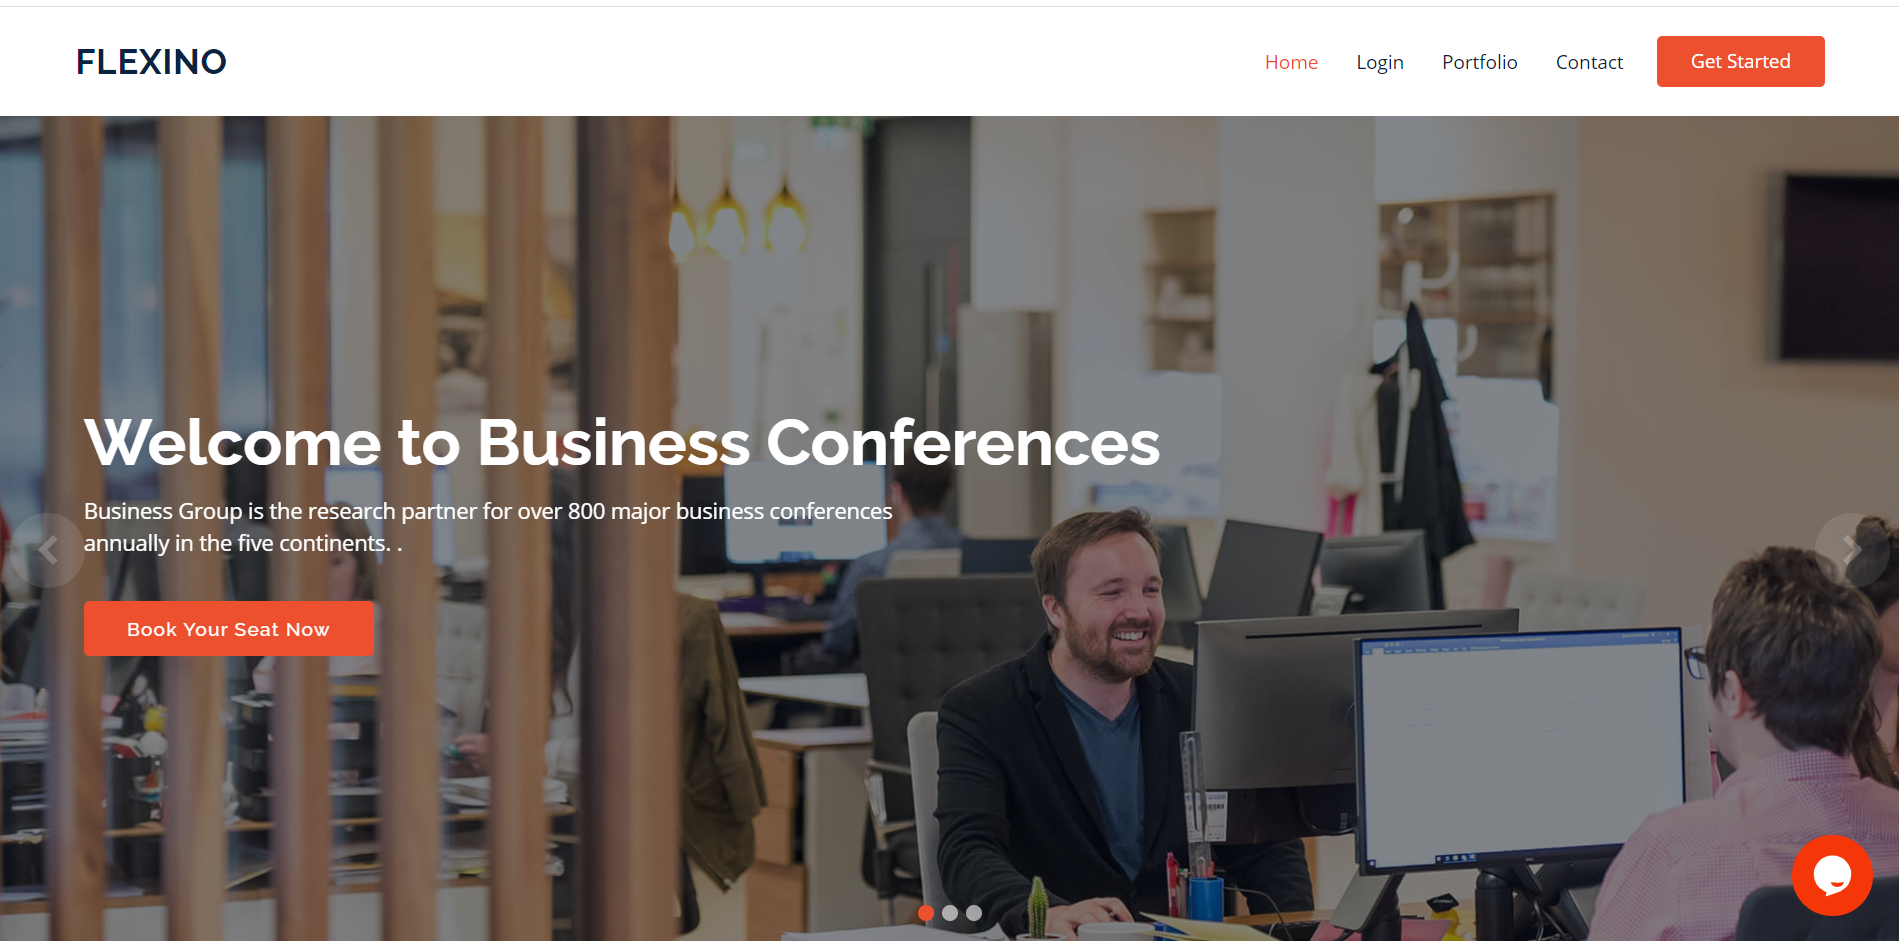 FLEXINO
Home Login Portfolio Contact Get Started
Welcome to Business Conferences
Business Group is the research partner for over 800 major business conferences
annually in the five continents. .
Book Your Seat Now